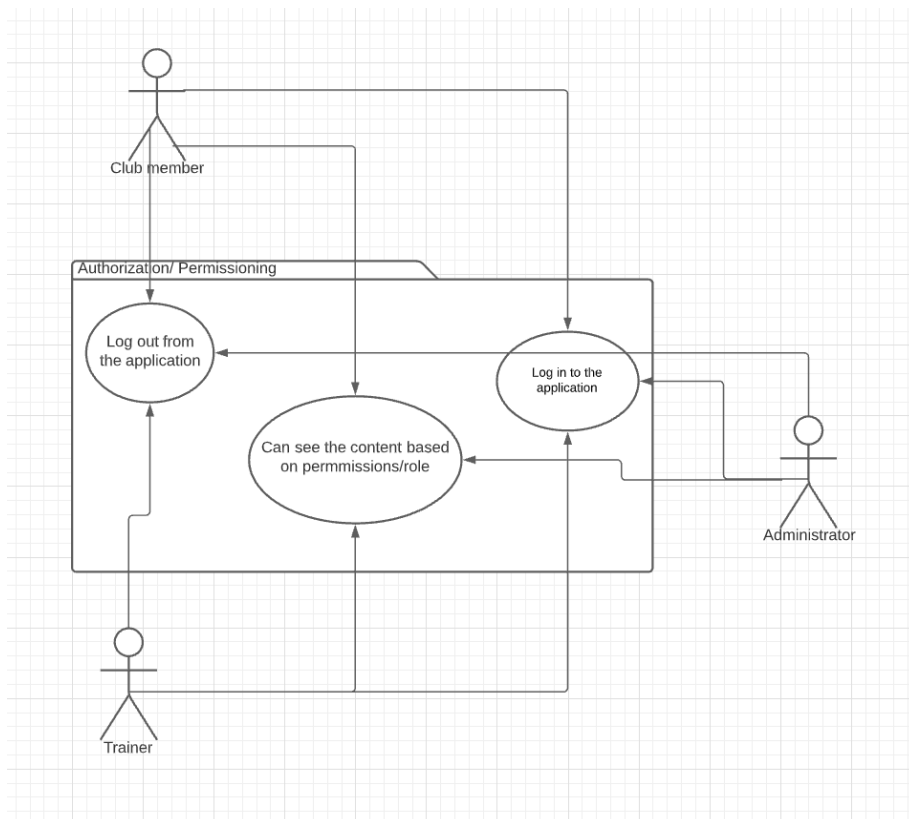 Club member
Authorization/ Permissioning
Log out from
the application
Log in to the
application
Can see the content based
on permmissions/role
Administrator
Trainer